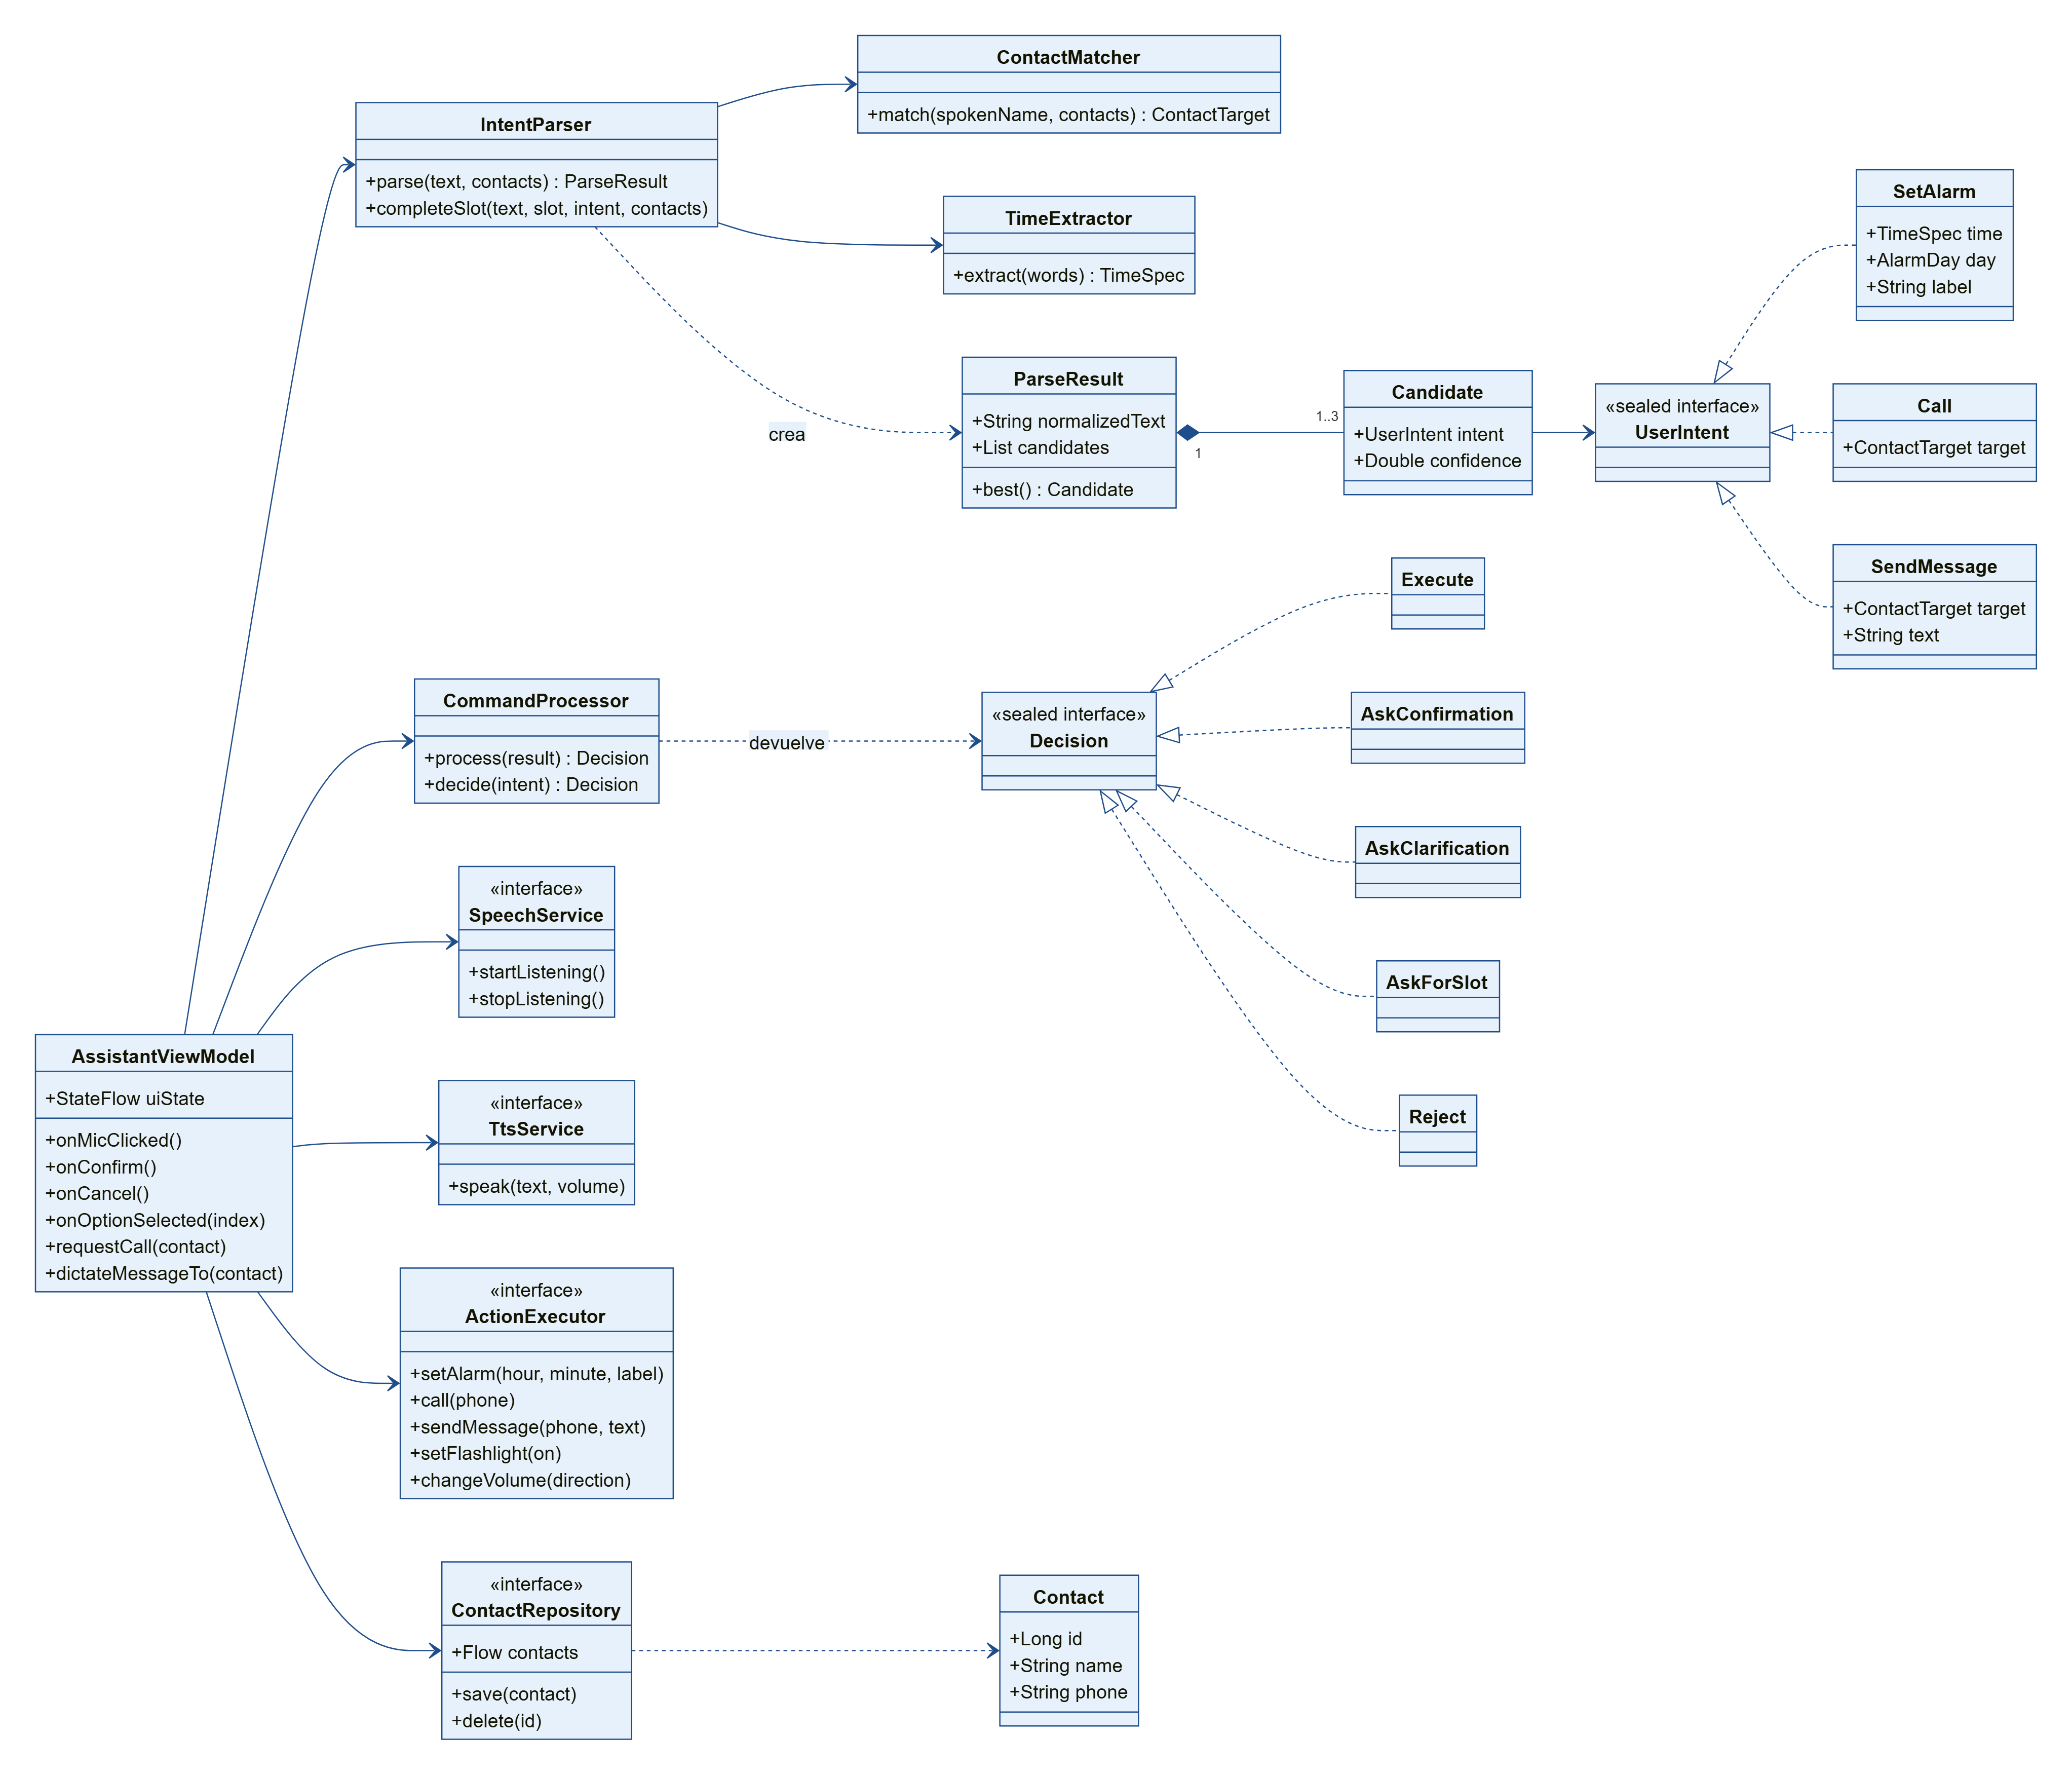 ContactMatcher
+match(spokenName, contacts) : ContactTarget
IntentParser
+parse(text, contacts) : ParseResult
+completeSlot(text, slot, intent, contacts)
TimeExtractor
+extract(words) : TimeSpec
SetAlarm
+TimeSpec time
+AlarmDay day
+String label
ParseResult
+String normalizedText
+List candidates
+best() : Candidate
crea
1
1..3
Candidate
+UserIntent intent
+Double confidence
«sealed interface»
UserIntent
Call
+ContactTarget target
SendMessage
+ContactTarget target
+String text
Execute
CommandProcessor
+process(result) : Decision
+decide(intent) : Decision
devuelve
«sealed interface»
Decision
AskConfirmation
AskClarification
AskForSlot
Reject
«interface»
SpeechService
+startListening()
+stopListening()
AssistantViewModel
+StateFlow uiState
+onMicClicked()
+onConfirm()
+onCancel()
+onOptionSelected(index)
+requestCall(contact)
+dictateMessageTo(contact)
«interface»
TtsService
+speak(text, volume)
«interface»
ActionExecutor
+setAlarm(hour, minute, label)
+call(phone)
+sendMessage(phone, text)
+setFlashlight(on)
+changeVolume(direction)
«interface»
ContactRepository
+Flow contacts
+save(contact)
+delete(id)
Contact
+Long id
+String name
+String phone